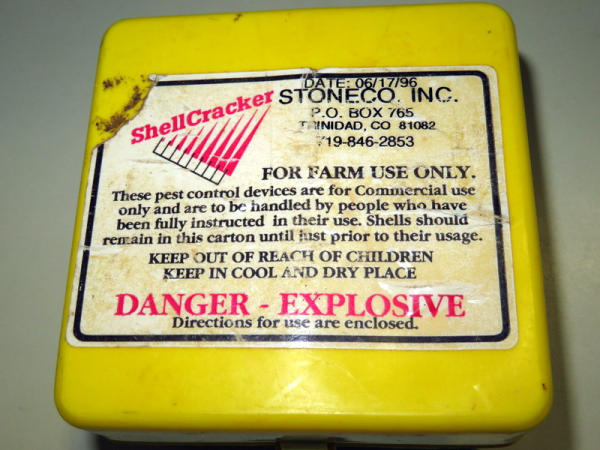 DATE: 06/17/96
ShellCracker
STONECO, INC.
P.O. BOX 765
TRINIDAD, CO 81082
719-846-2853
FOR FARM USE ONLY.
These pest control devices are for Commercial use
only and are to be handled by people who have
been fully instructed in their use. Shells should
remain in this carton until just prior to their usage.
KEEP OUT OF REACH OF CHILDREN
KEEP IN COOL AND DRY PLACE
DANGER - EXPLOSIVE
Directions for use are enclosed.